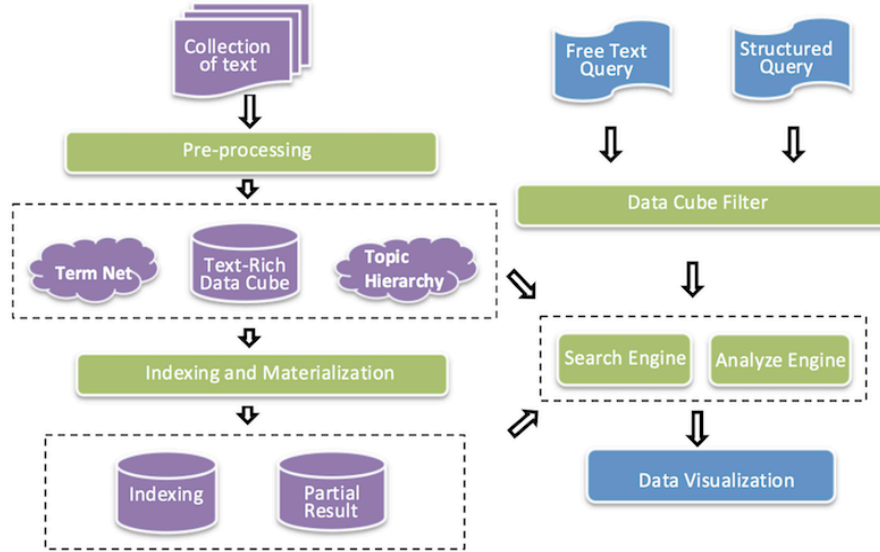 Collection
of text
Pre-processing
Term Net
Text-Rich
Data Cube
Topic
Hierarchy
Indexing and Materialization
Indexing
Partial
Result
Free Text
Query
Structured
Query
Data Cube Filter
Search Engine
Analyze Engine
Data Visualization